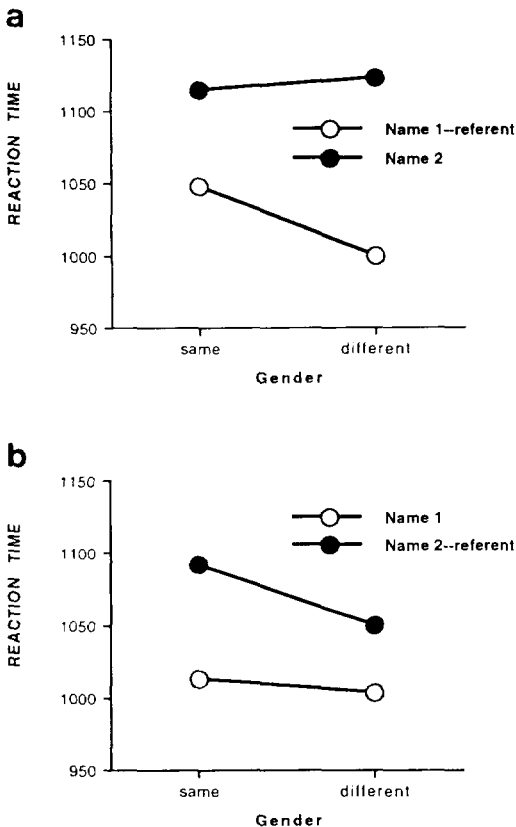 a
1150
1100
1050
1000
950
REACTION TIME
Name 1--referent
Name 2
same different
Gender
b
1150
1100
1050
1000
950
REACTION TIME
Name 1
Name 2--referent
same different
Gender